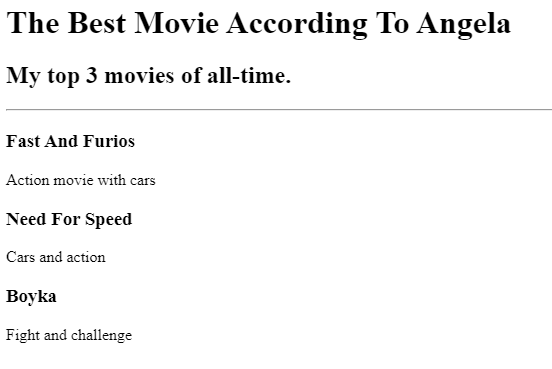 The Best Movie According To Angela
My top 3 movies of all-time.
Fast And Furios
Action movie with cars
Need For Speed
Cars and action
Boyka
Fight and challenge